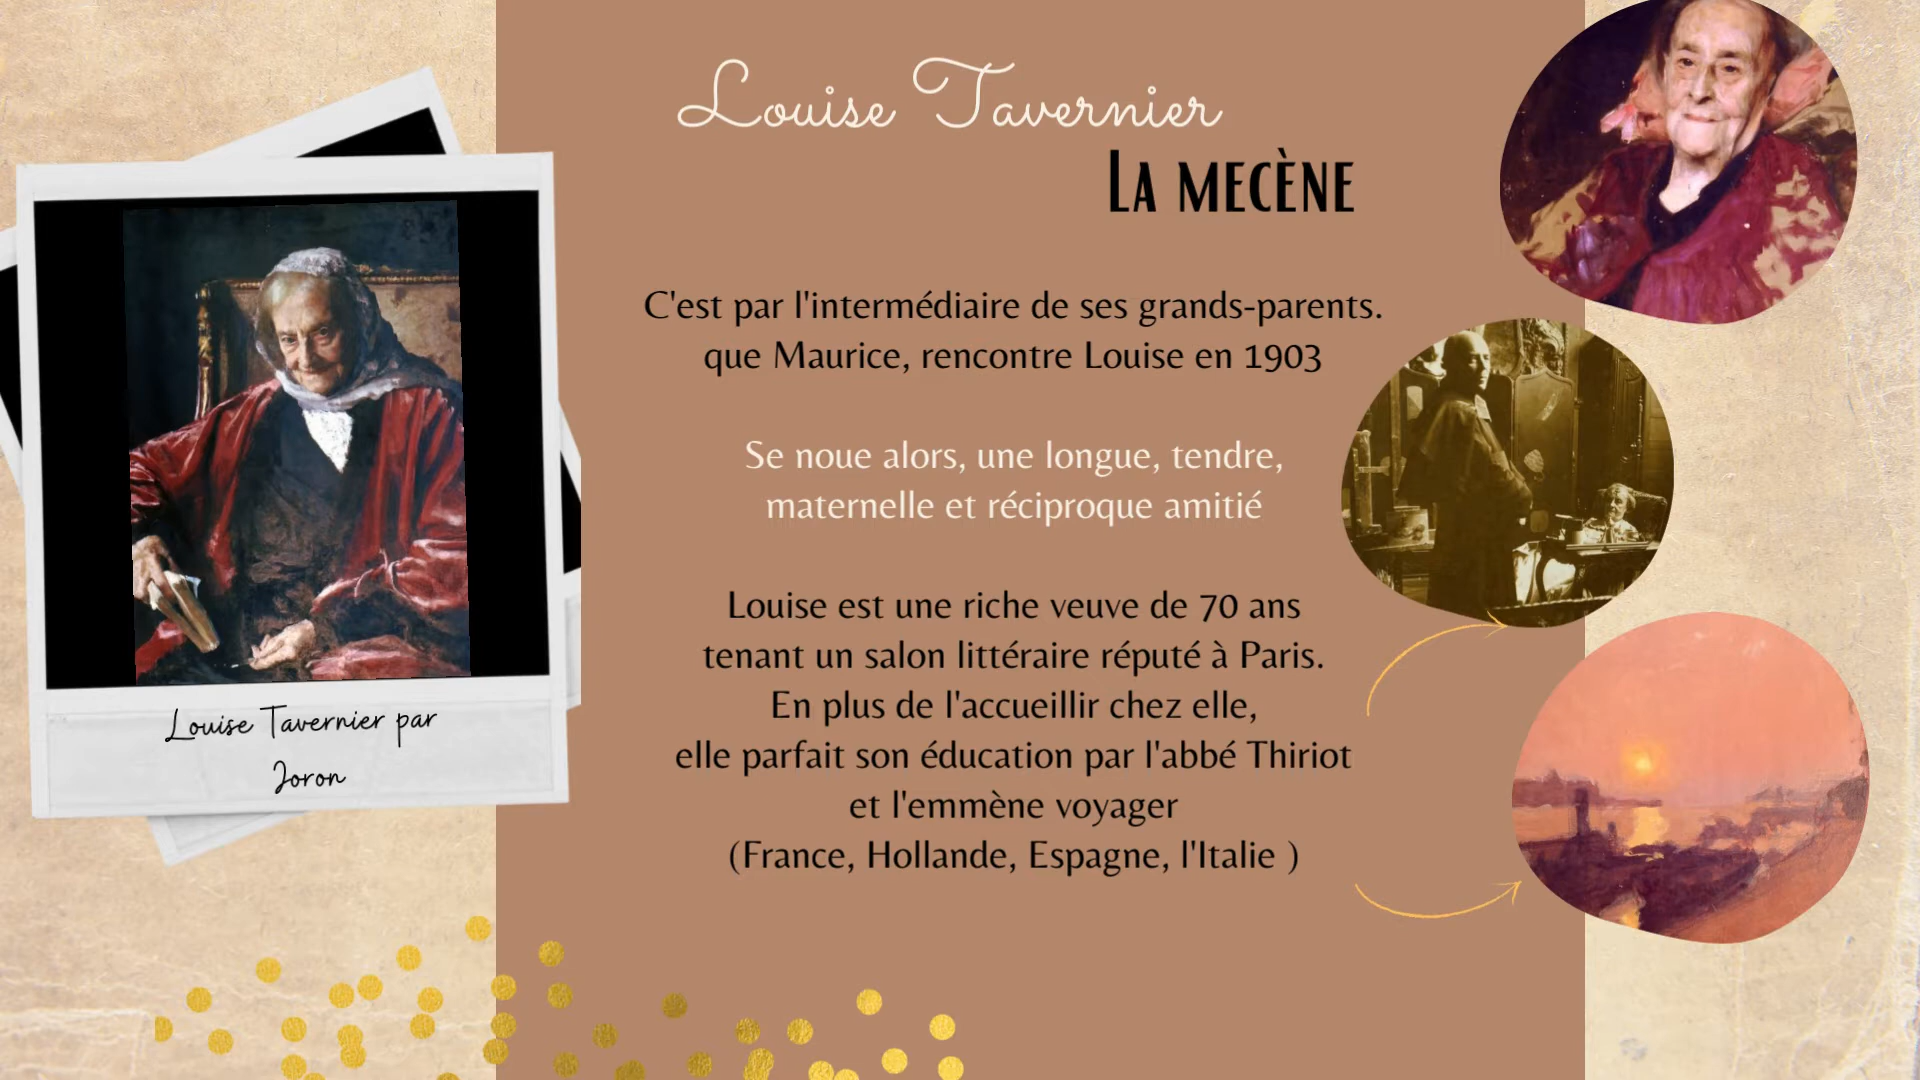 Louise Tavernier
LA MECÈNE
C'est par l'intermédiaire de ses grands-parents.
que Maurice, rencontre Louise en 1903
Se noue alors, une longue, tendre,
maternelle et réciproque amitié
Louise est une riche veuve de 70 ans
tenant un salon littéraire réputé à Paris.
En plus de l'accueillir chez elle,
elle parfait son éducation par l'abbé Thiriot
et l'emmène voyager
(France, Hollande, Espagne, l'Italie )
Louise Tavernier par
Joron